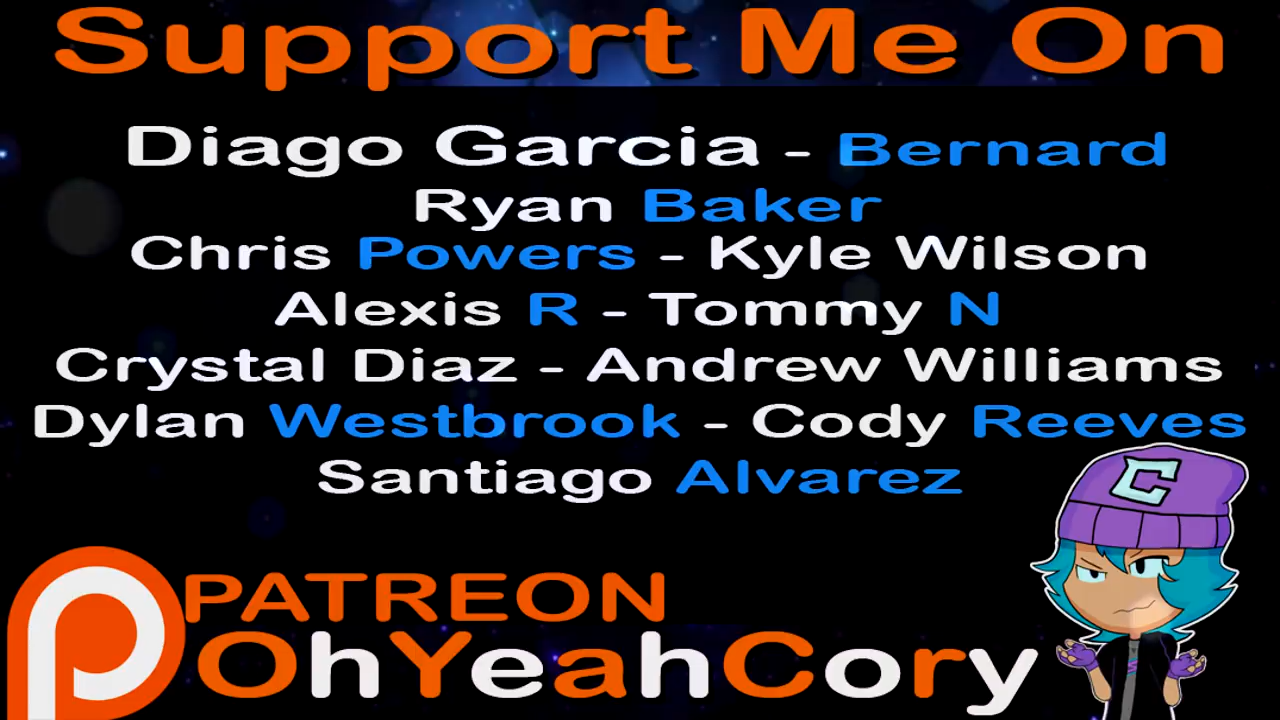 Support Me On
Diago Garcia - Bernard
Ryan Baker
Chris Powers - Kyle Wilson
Alexis R - Tommy N
Crystal Diaz - Andrew Williams
Dylan Westbrook - Cody Reeves
Santiago Alvarez
C
PATREON
OhYeahCory